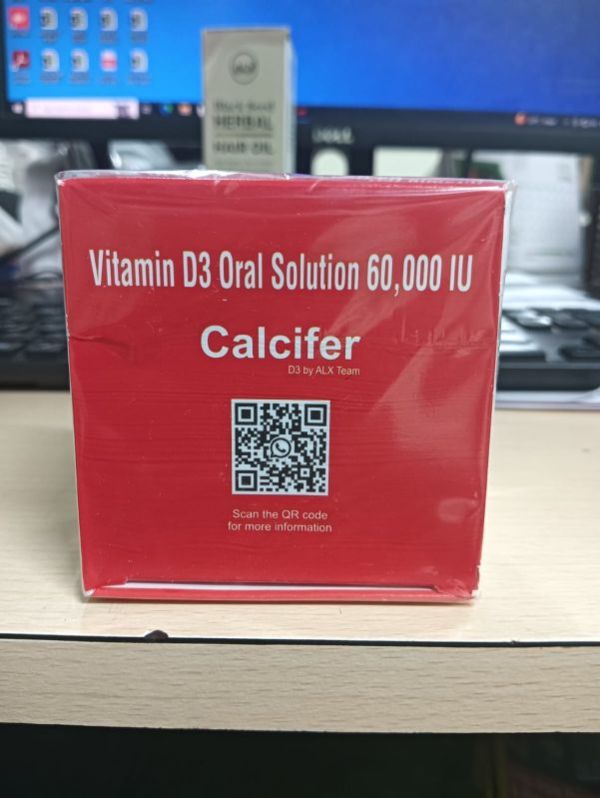 HERBAL
HAIR OIL
DELL
Vitamin D3 Oral Solution 60,000 IU
Calcifer
D3 by ALX Team
Scan the QR code
for more information